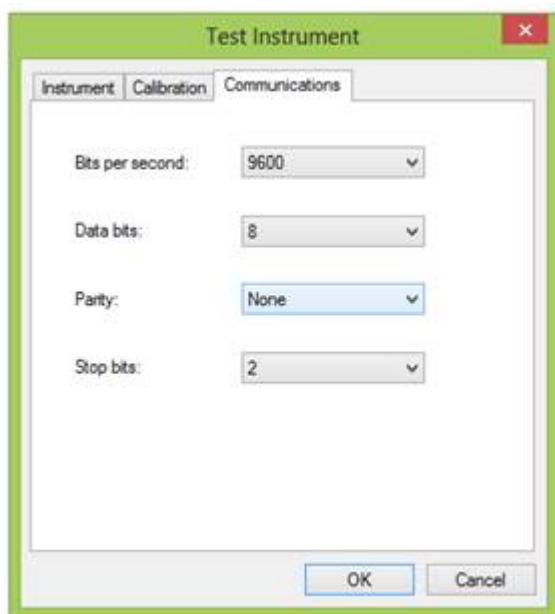 Test Instrument
Instrument Calibration Communications
Bits per second: 9600
Data bits: 8
Parity: None
Stop bits: 2
OK Cancel